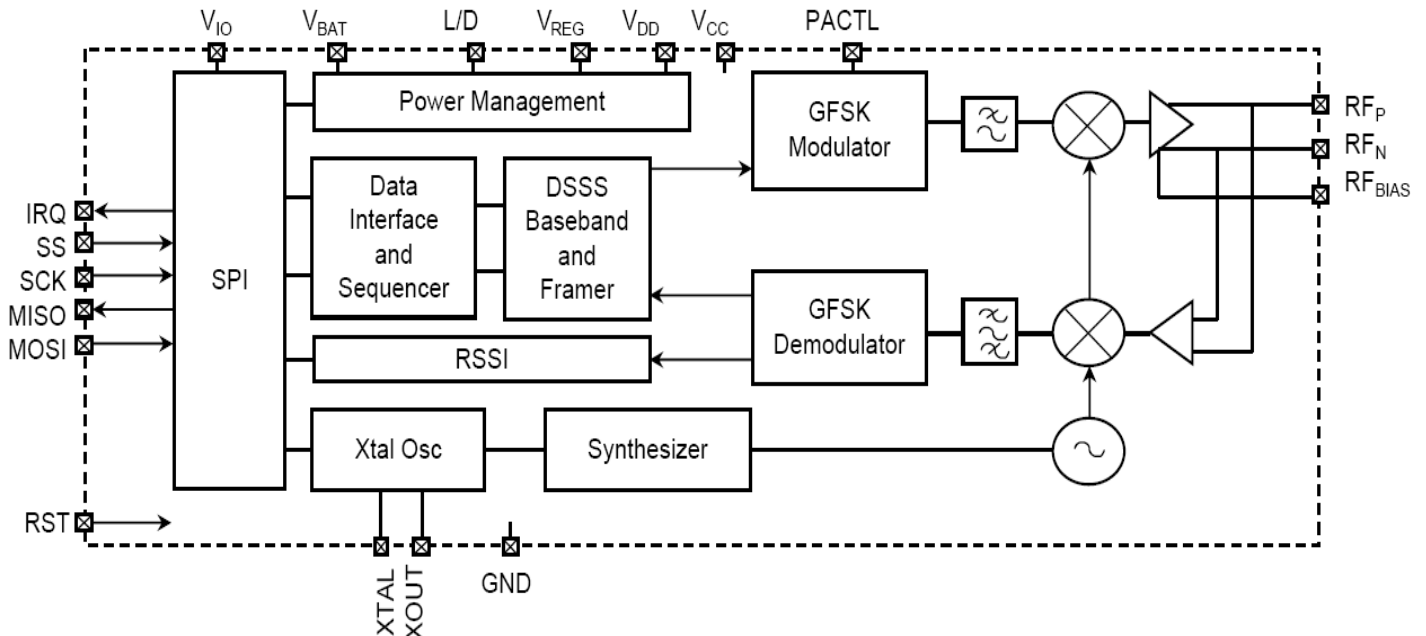 VIO
VBAT
L/D
VREG
VDD
VCC
PACTL
Power Management
GFSK
Modulator
RFP
RFN
RFBIAS
Data
Interface
and
Sequencer
DSSS
Baseband
and
Framer
IRQ
SS
SCK
MISO
MOSI
SPI
GFSK
Demodulator
RSSI
Xtal Osc
Synthesizer
RST
XTAL
XOUT
GND